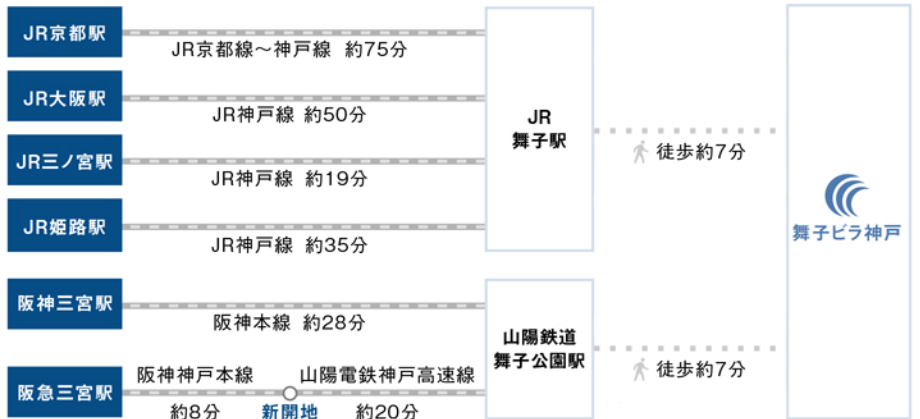 JR京都駅
JR京都線～神戸線 約75分
JR大阪駅
JR神戸線 約50分
JR三ノ宮駅
JR神戸線 約19分
JR姫路駅
JR神戸線 約35分
JR
舞子駅
徒歩約7分
舞子ビラ神戸
阪神三宮駅
阪神本線 約28分
阪急三宮駅
阪神神戸本線
山陽電鉄神戸高速線
約8分
新開地
約20分
山陽鉄道
舞子公園駅
徒歩約7分